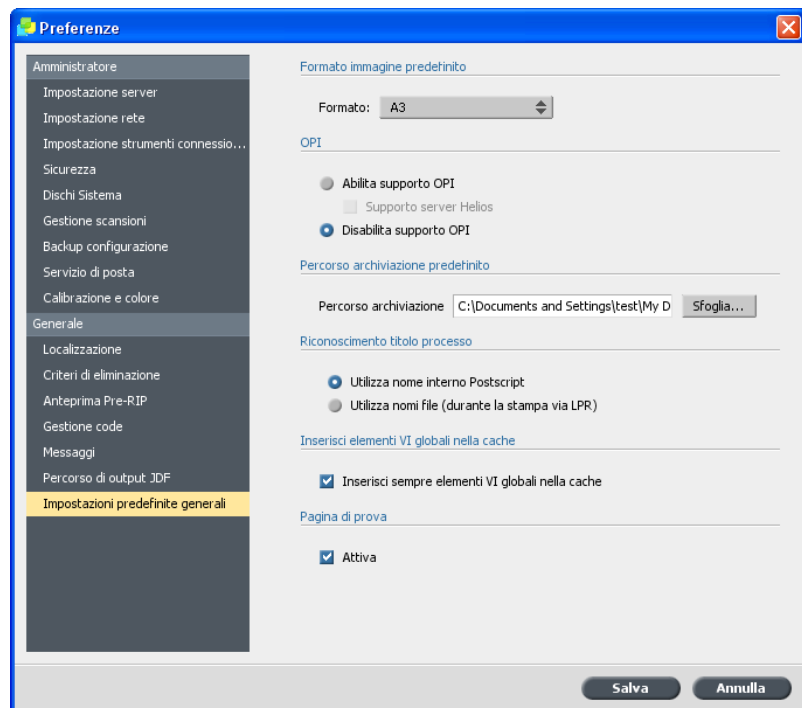 Preferenze
Amministratore
Impostazione server
Impostazione rete
Impostazione strumenti connessio...
Sicurezza
Dischi Sistema
Gestione scansioni
Backup configurazione
Servizio di posta
Calibrazione e colore
Generale
Localizzazione
Criteri di eliminazione
Anteprima Pre-RIP
Gestione code
Messaggi
Percorso di output JDF
Impostazioni predefinite generali
Formato immagine predefinito
Formato: A3
OPI
Abilita supporto OPI
Supporto server Helios
Disabilita supporto OPI
Percorso archiviazione predefinito
Percorso archiviazione C:\Documents and Settings\test\My D Sfoglia...
Riconoscimento titolo processo
Utilizza nome interno Postscript
Utilizza nomi file (durante la stampa via LPR)
Inserisci elementi VI globali nella cache
Inserisci sempre elementi VI globali nella cache
Pagina di prova
Attiva
Salva Annulla